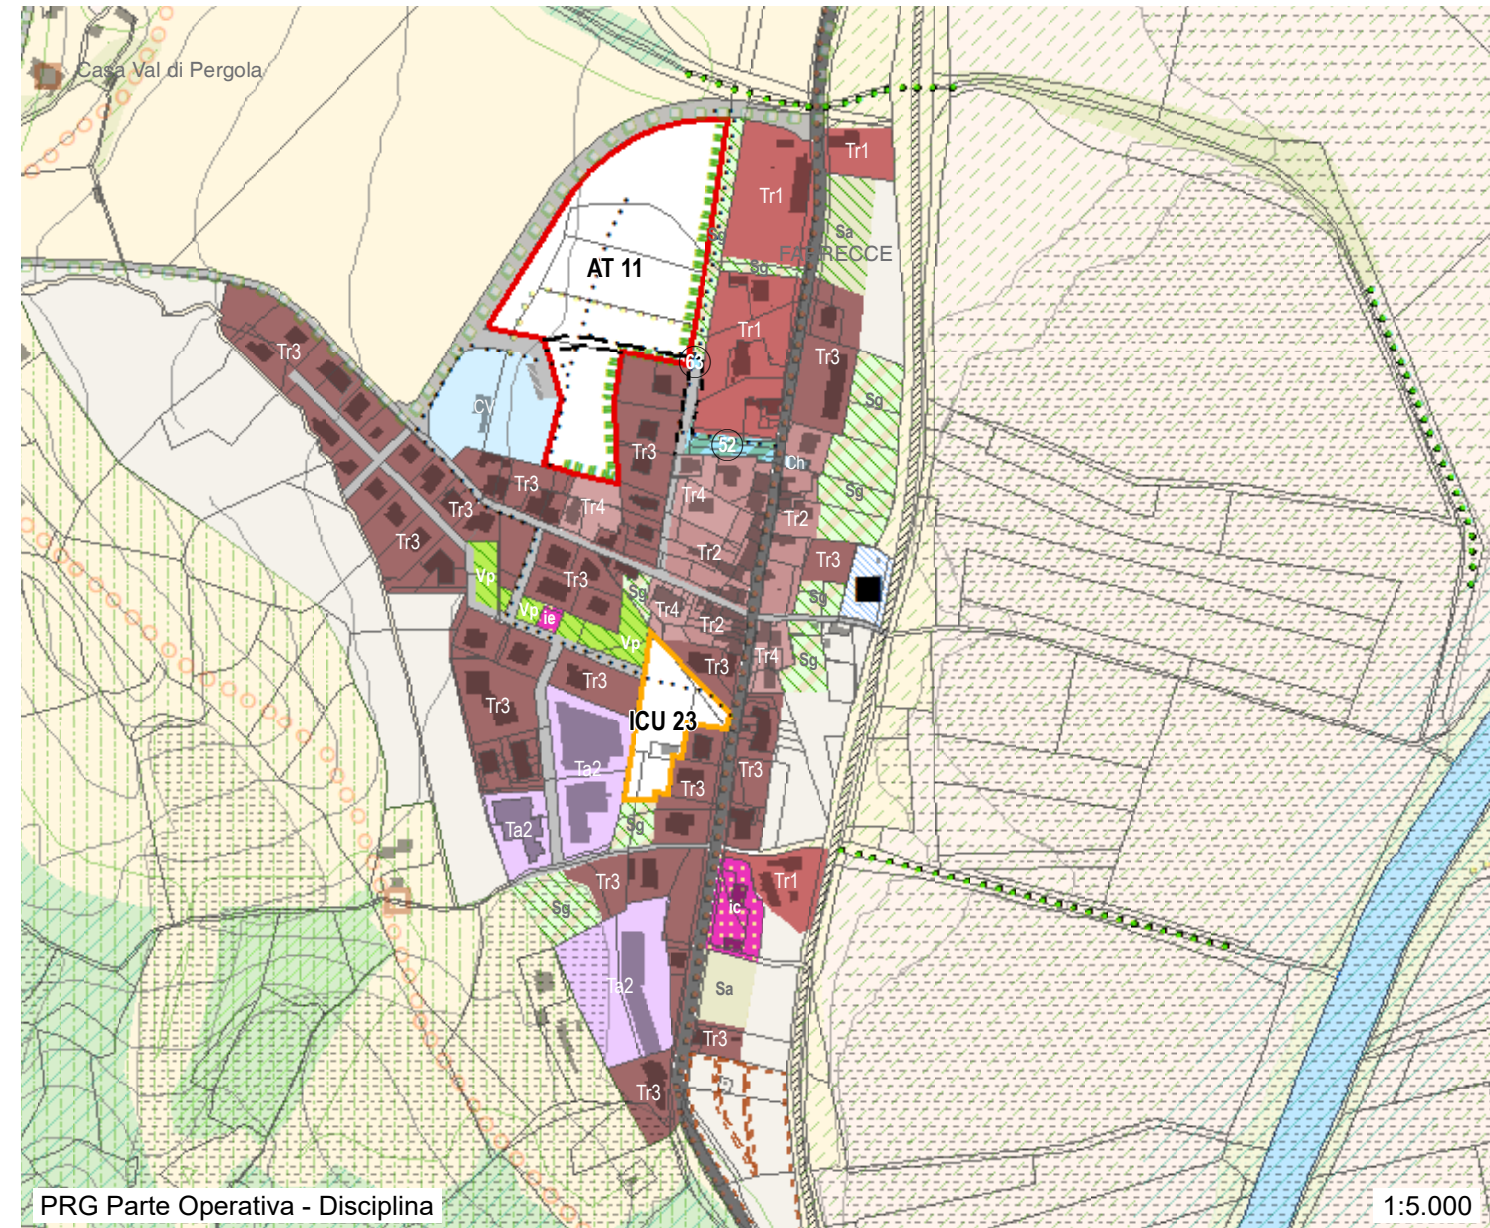 Casa Val di Pergola
Tr1
Tr1
Sa
Sg
FABRECCE
Sg
AT 11
Tr1
Tr3
Tr3
63
Sg
CV
Tr3
52
Ch
Tr3
Tr4
Sg
Tr3
Tr4
Tr2
Tr3
Tr2
Tr3
Vp
Tr3
Sg
Sg
Vp
ie
Tr4
Tr2
Vp
Tr4
Sg
Tr3
Tr3
Tr3
ICU 23
Ta2
Tr3
Tr3
Ta2
Sg
Tr3
Tr1
Sg
ic
Ta2
Sa
Tr3
Tr3
PRG Parte Operativa - Disciplina
1:5.000